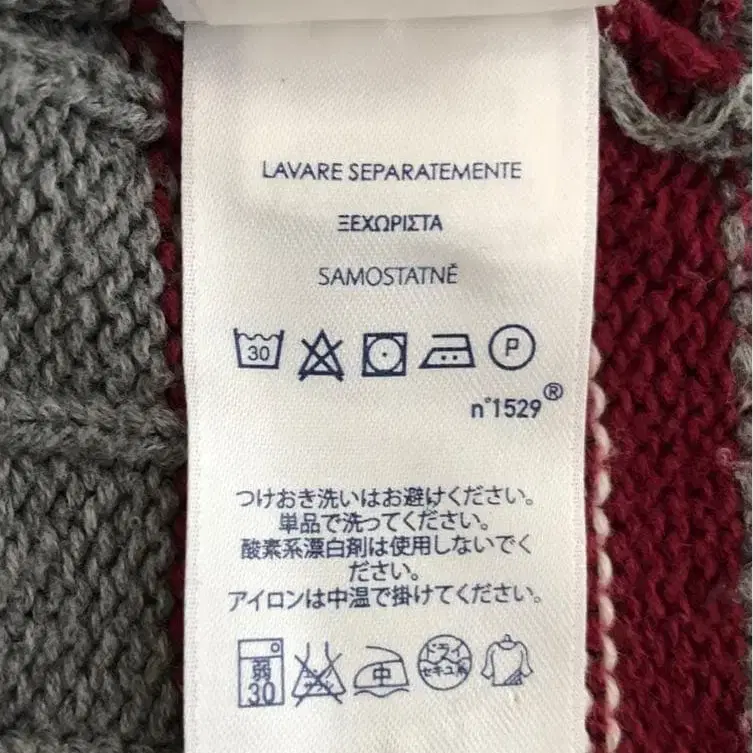 LAVARE SEPARATEMENTE
ΞΕΧΩΡΙΣΤΑ
SAMOSTATNĚ
30 P
n°1529®
つけおき洗いはお避けください。
単品で洗ってください。
酸素系漂白剤は使用しないでく
ださい。
アイロンは中温で掛けてください。
弱 中 ドライ
30 セキユ系